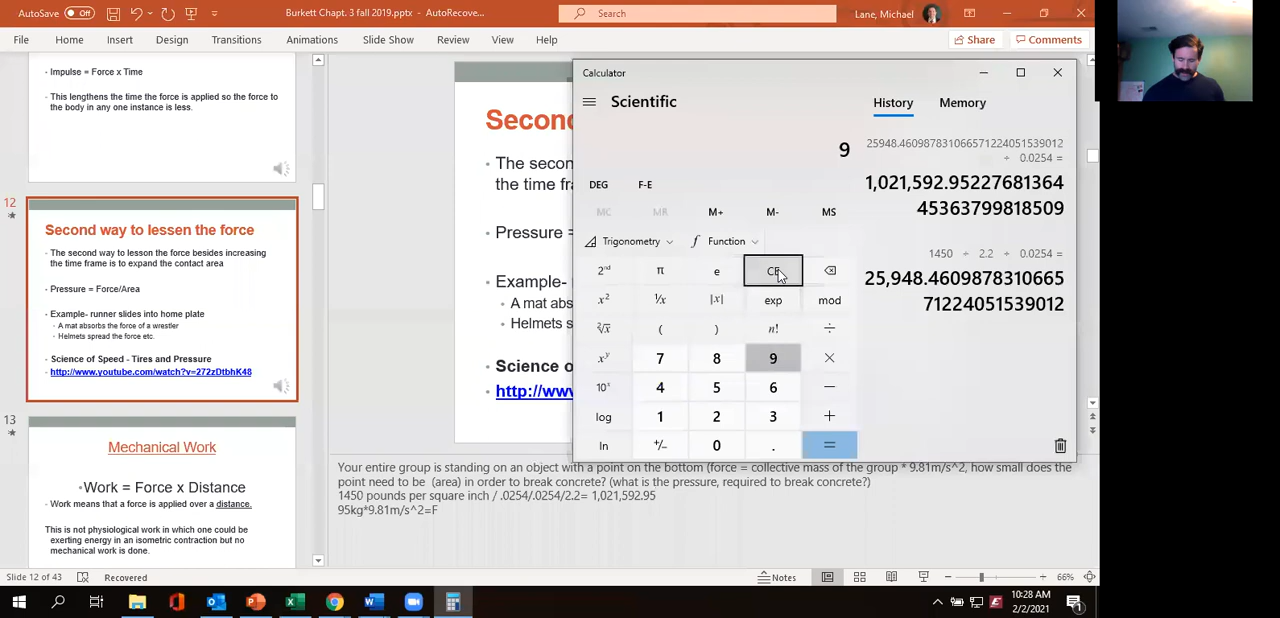 AutoSave Off
Burkett Chapt. 3 fall 2019.pptx - AutoRecove...
Search
Lane, Michael
File Home Insert Design Transitions Animations Slide Show Review View Help
Share
Comments
Impulse = Force x Time
This lengthens the time the force is applied so the force to
the body in any one instance is less.
12
Second way to lessen the force
The second way to lessen the force besides increasing
the time frame is to expand the contact area
Pressure = Force/Area
Example- runner slides into home plate
A mat absorbs the force of a wrestler
Helmets spread the force etc.
Science of Speed - Tires and Pressure
http://www.youtube.com/watch?v=272zDtbhK48
13
Mechanical Work
Work = Force x Distance
Work means that a force is applied over a distance.
This is not physiological work in which one could be
exerting energy in an isometric contraction but no
mechanical work is done.
Secon
The secon
the time fra
Pressure =
Example-
A mat abs
Helmets s
Science o
http://www
Calculator
Scientific
History Memory
9
25948.460987831066571224051539012
÷ 0.0254 =
1,021,592.95227681364
45363799818509
1450 ÷ 2.2 ÷ 0.0254 =
25,948.4609878310665
71224051539012
DEG F-E
MC MR M+ M- MS
Trigonometry Function
2nd π e CE
x² ¹/x |x| exp mod
²√x ( ) n! ÷
xʸ 7 8 9 ×
10ˣ 4 5 6 −
log 1 2 3 +
ln +/− 0 . =
Your entire group is standing on an object with a point on the bottom (force = collective mass of the group * 9.81m/s^2, how small does the
point need to be (area) in order to break concrete? (what is the pressure, required to break concrete?)
1450 pounds per square inch / .0254/.0254/2.2= 1,021,592.95
95kg*9.81m/s^2=F
Slide 12 of 43
Recovered
Notes
66%
10:28 AM
2/2/2021
1